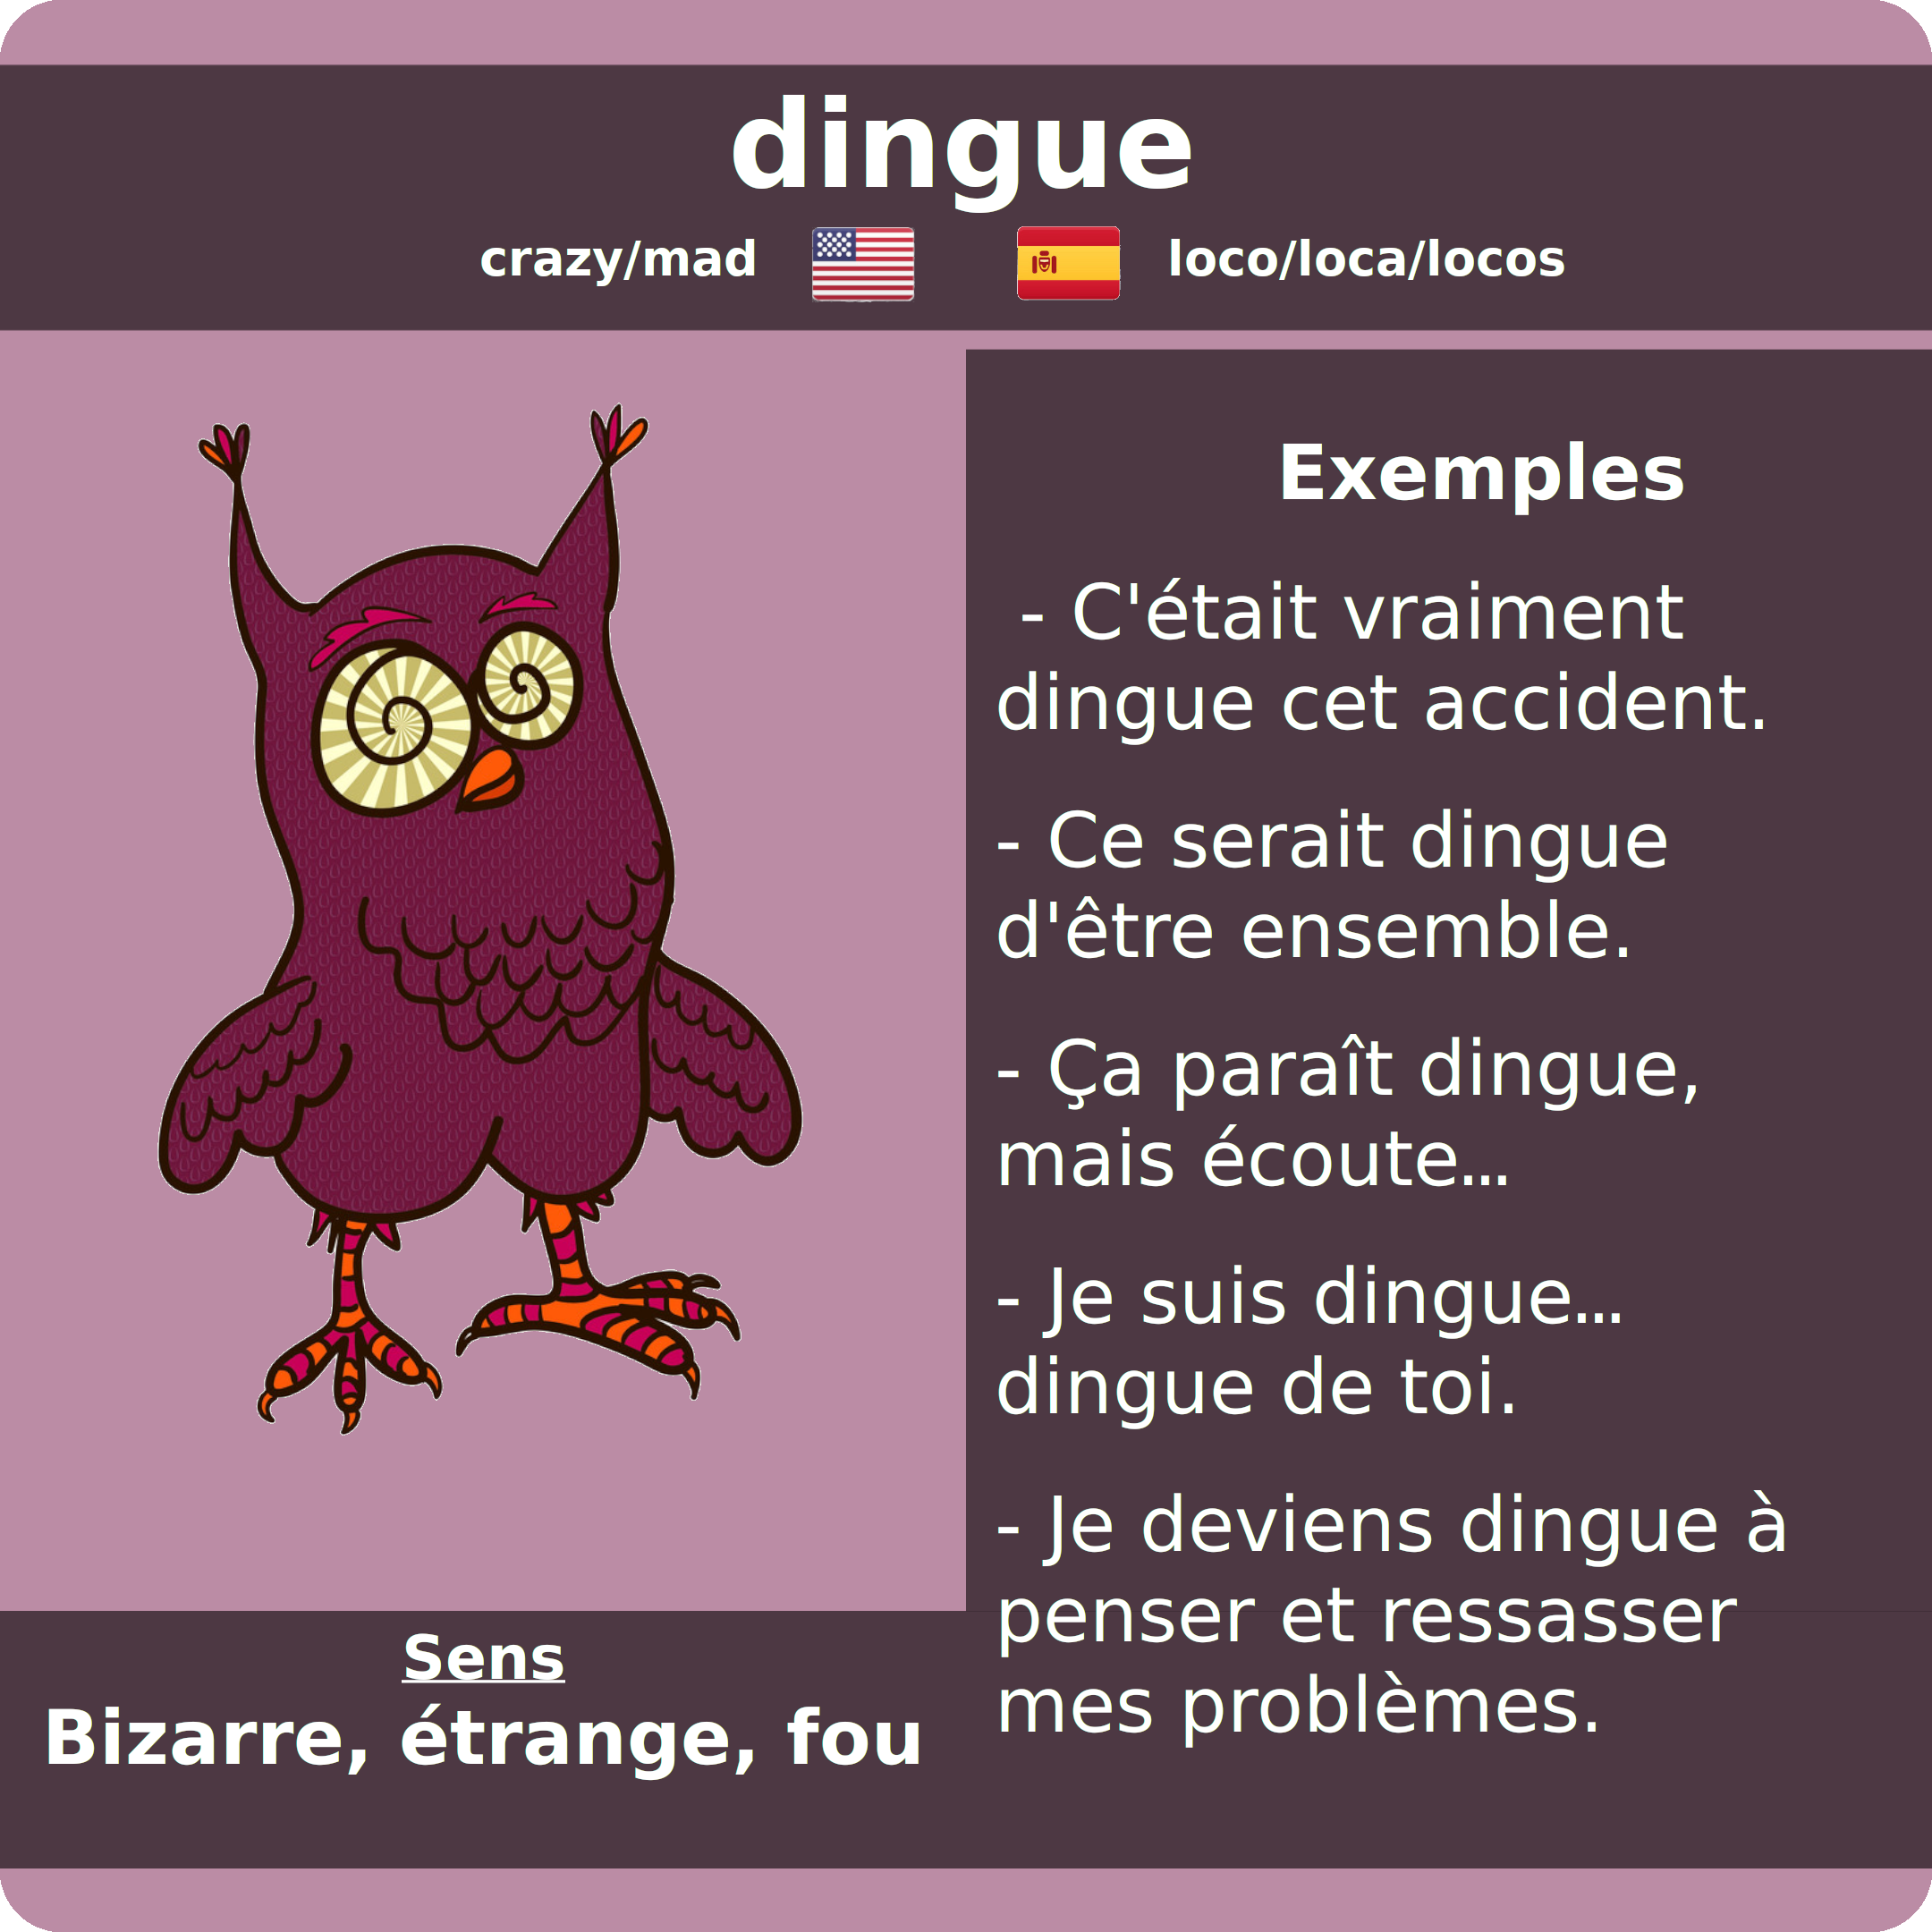 dingue
crazy/mad loco/loca/locos
Exemples
- C'était vraiment
dingue cet accident.
- Ce serait dingue
d'être ensemble.
- Ça paraît dingue,
mais écoute…
- Je suis dingue…
dingue de toi.
- Je deviens dingue à
penser et ressasser
mes problèmes.
Sens
Bizarre, étrange, fou